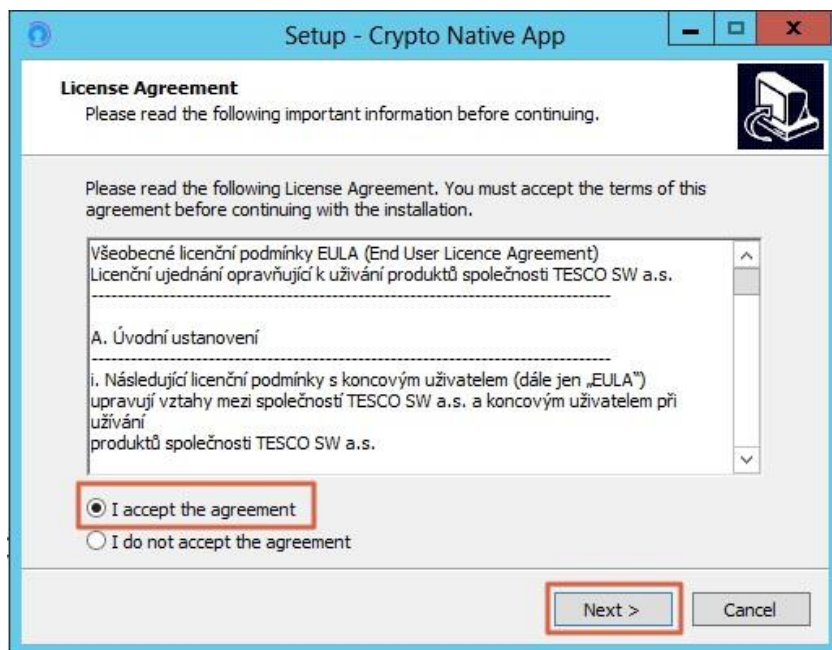 Setup - Crypto Native App
License Agreement
Please read the following important information before continuing.
Please read the following License Agreement. You must accept the terms of this
agreement before continuing with the installation.
Všeobecné licenční podmínky EULA (End User Licence Agreement)
Licenční ujednání opravňující k užívání produktů společnosti TESCO SW a.s.
--------------------------------------------------------------------------------
A. Úvodní ustanovení
--------------------------------------------------------------------------------
i. Následující licenční podmínky s koncovým uživatelem (dále jen „EULA“)
upravují vztahy mezi společností TESCO SW a.s. a koncovým uživatelem při
užívání
produktů společnosti TESCO SW a.s.
I accept the agreement
I do not accept the agreement
Next >
Cancel